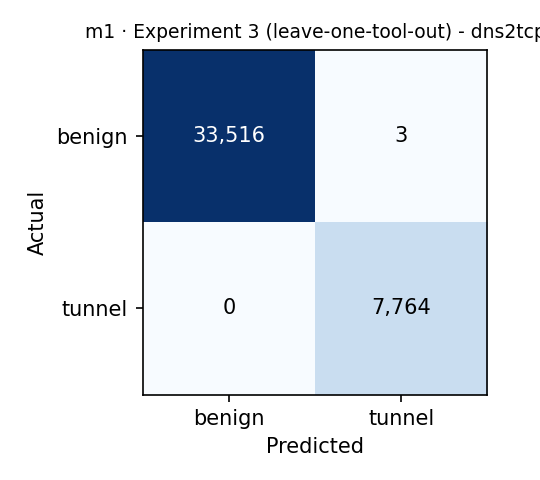 m1 · Experiment 3 (leave-one-tool-out) - dns2tcp
benign 33,516 3
Actual
tunnel 0 7,764
benign tunnel
Predicted